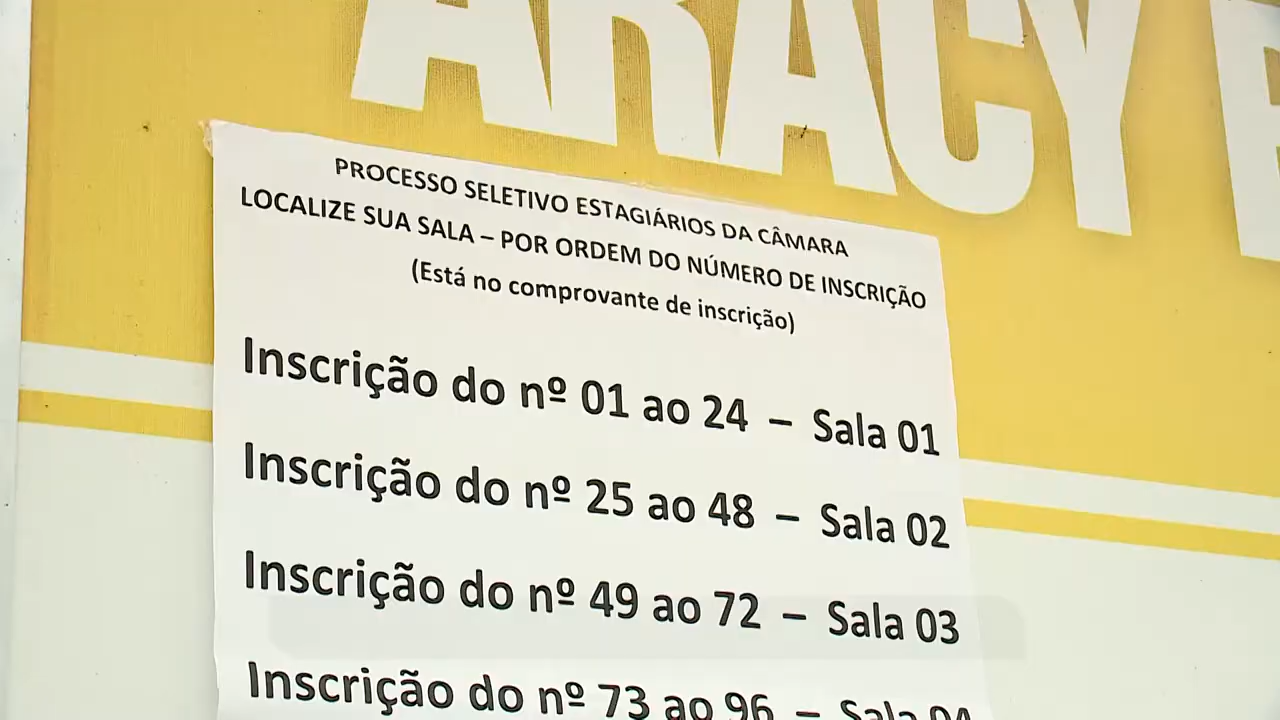 ARACY
PROCESSO SELETIVO ESTAGIÁRIOS DA CÂMARA
LOCALIZE SUA SALA – POR ORDEM DO NÚMERO DE INSCRIÇÃO
(Está no comprovante de inscrição)
Inscrição do nº 01 ao 24 – Sala 01
Inscrição do nº 25 ao 48 – Sala 02
Inscrição do nº 49 ao 72 – Sala 03
Inscrição do nº 73 ao 96 – Sala 04